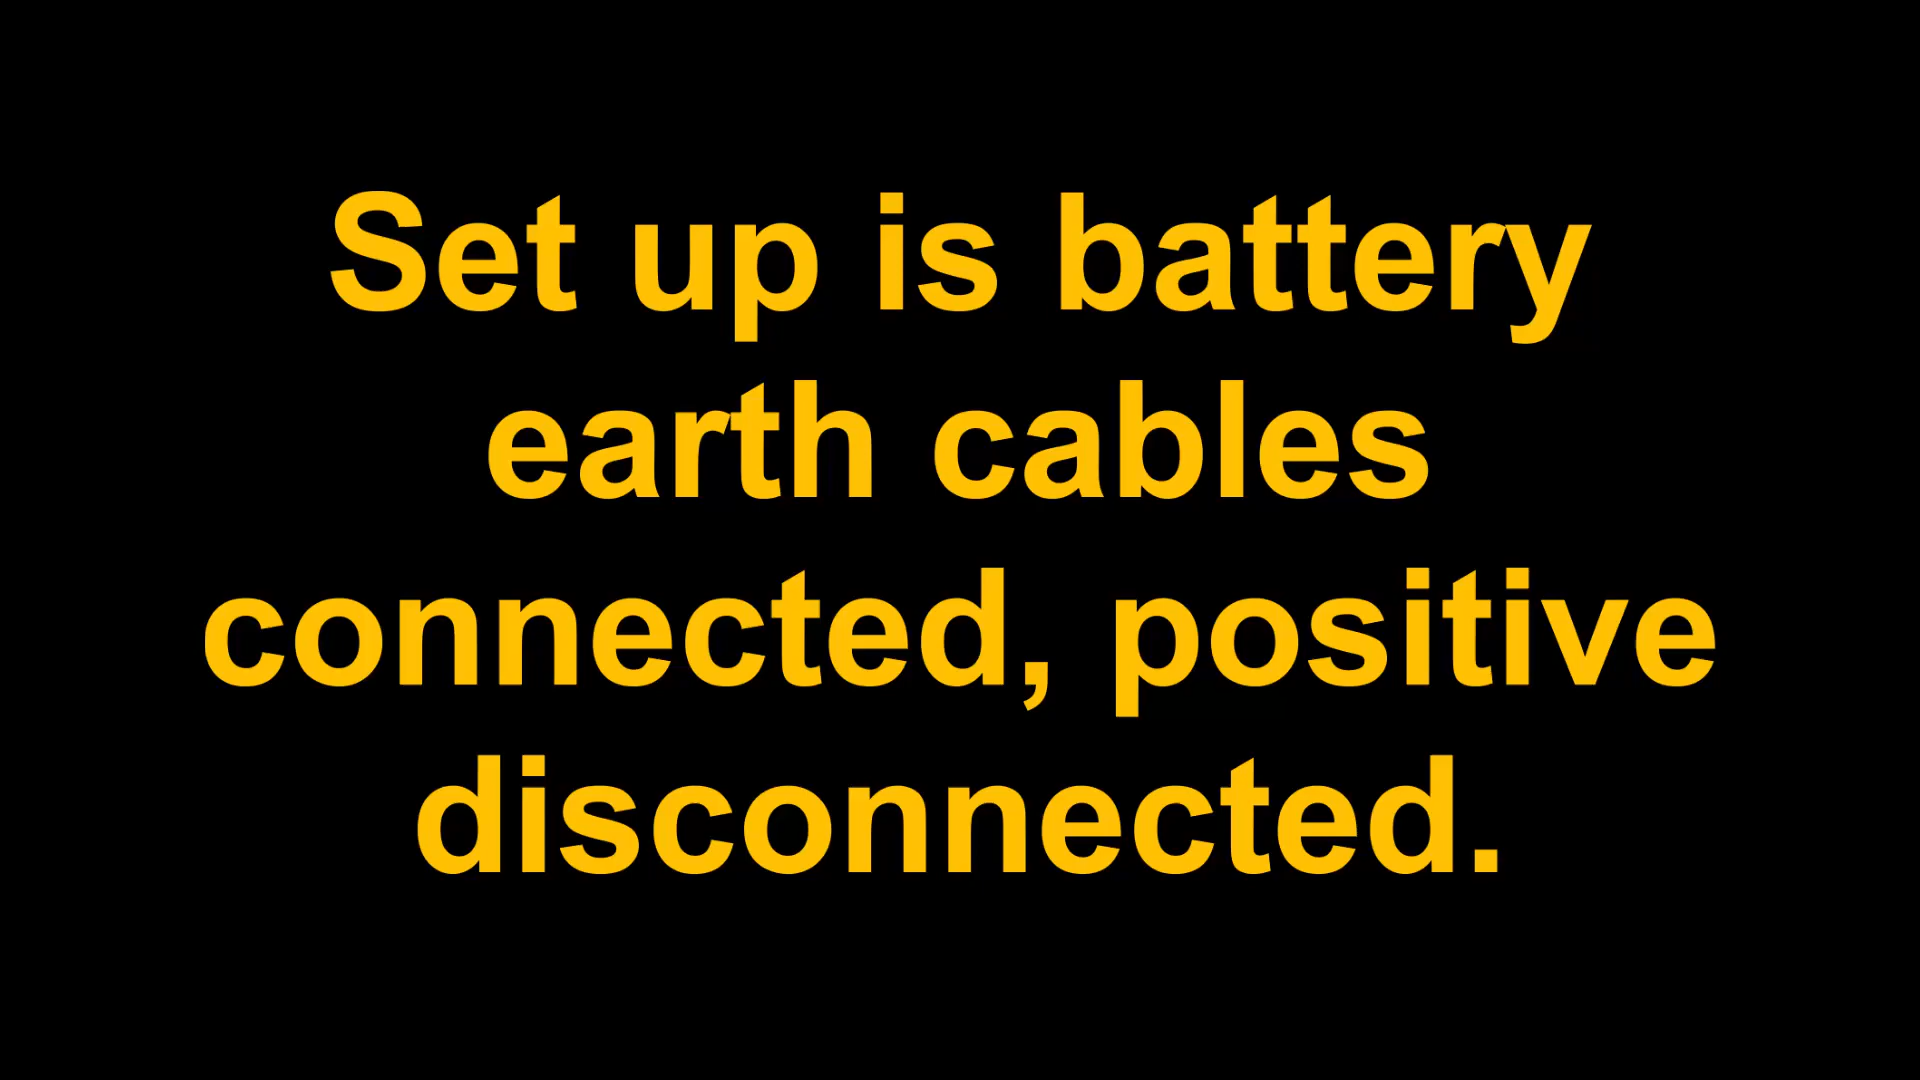 Set up is battery
earth cables
connected, positive
disconnected.